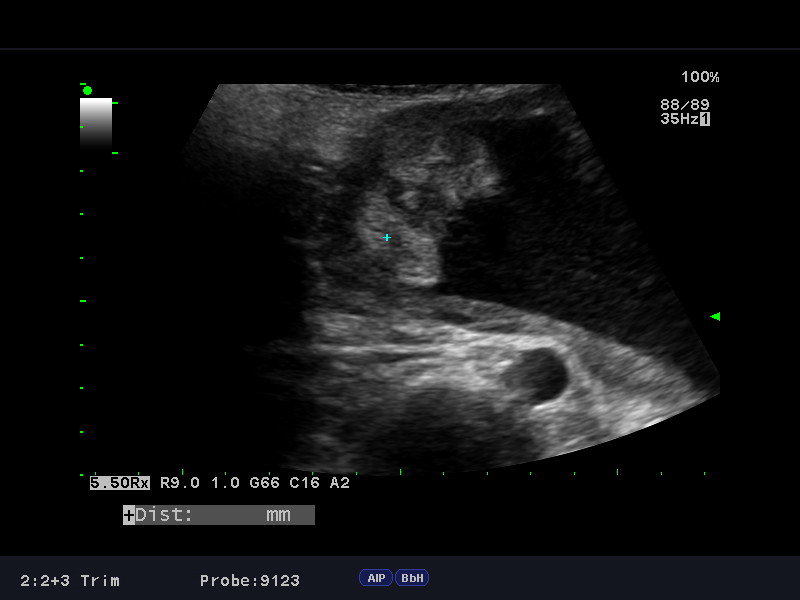 100%
88/89
35Hz1
5.50Rx R9.0 1.0 G66 C16 A2
+Dist: mm
2:2+3 Trim Probe:9123 AIP BbH